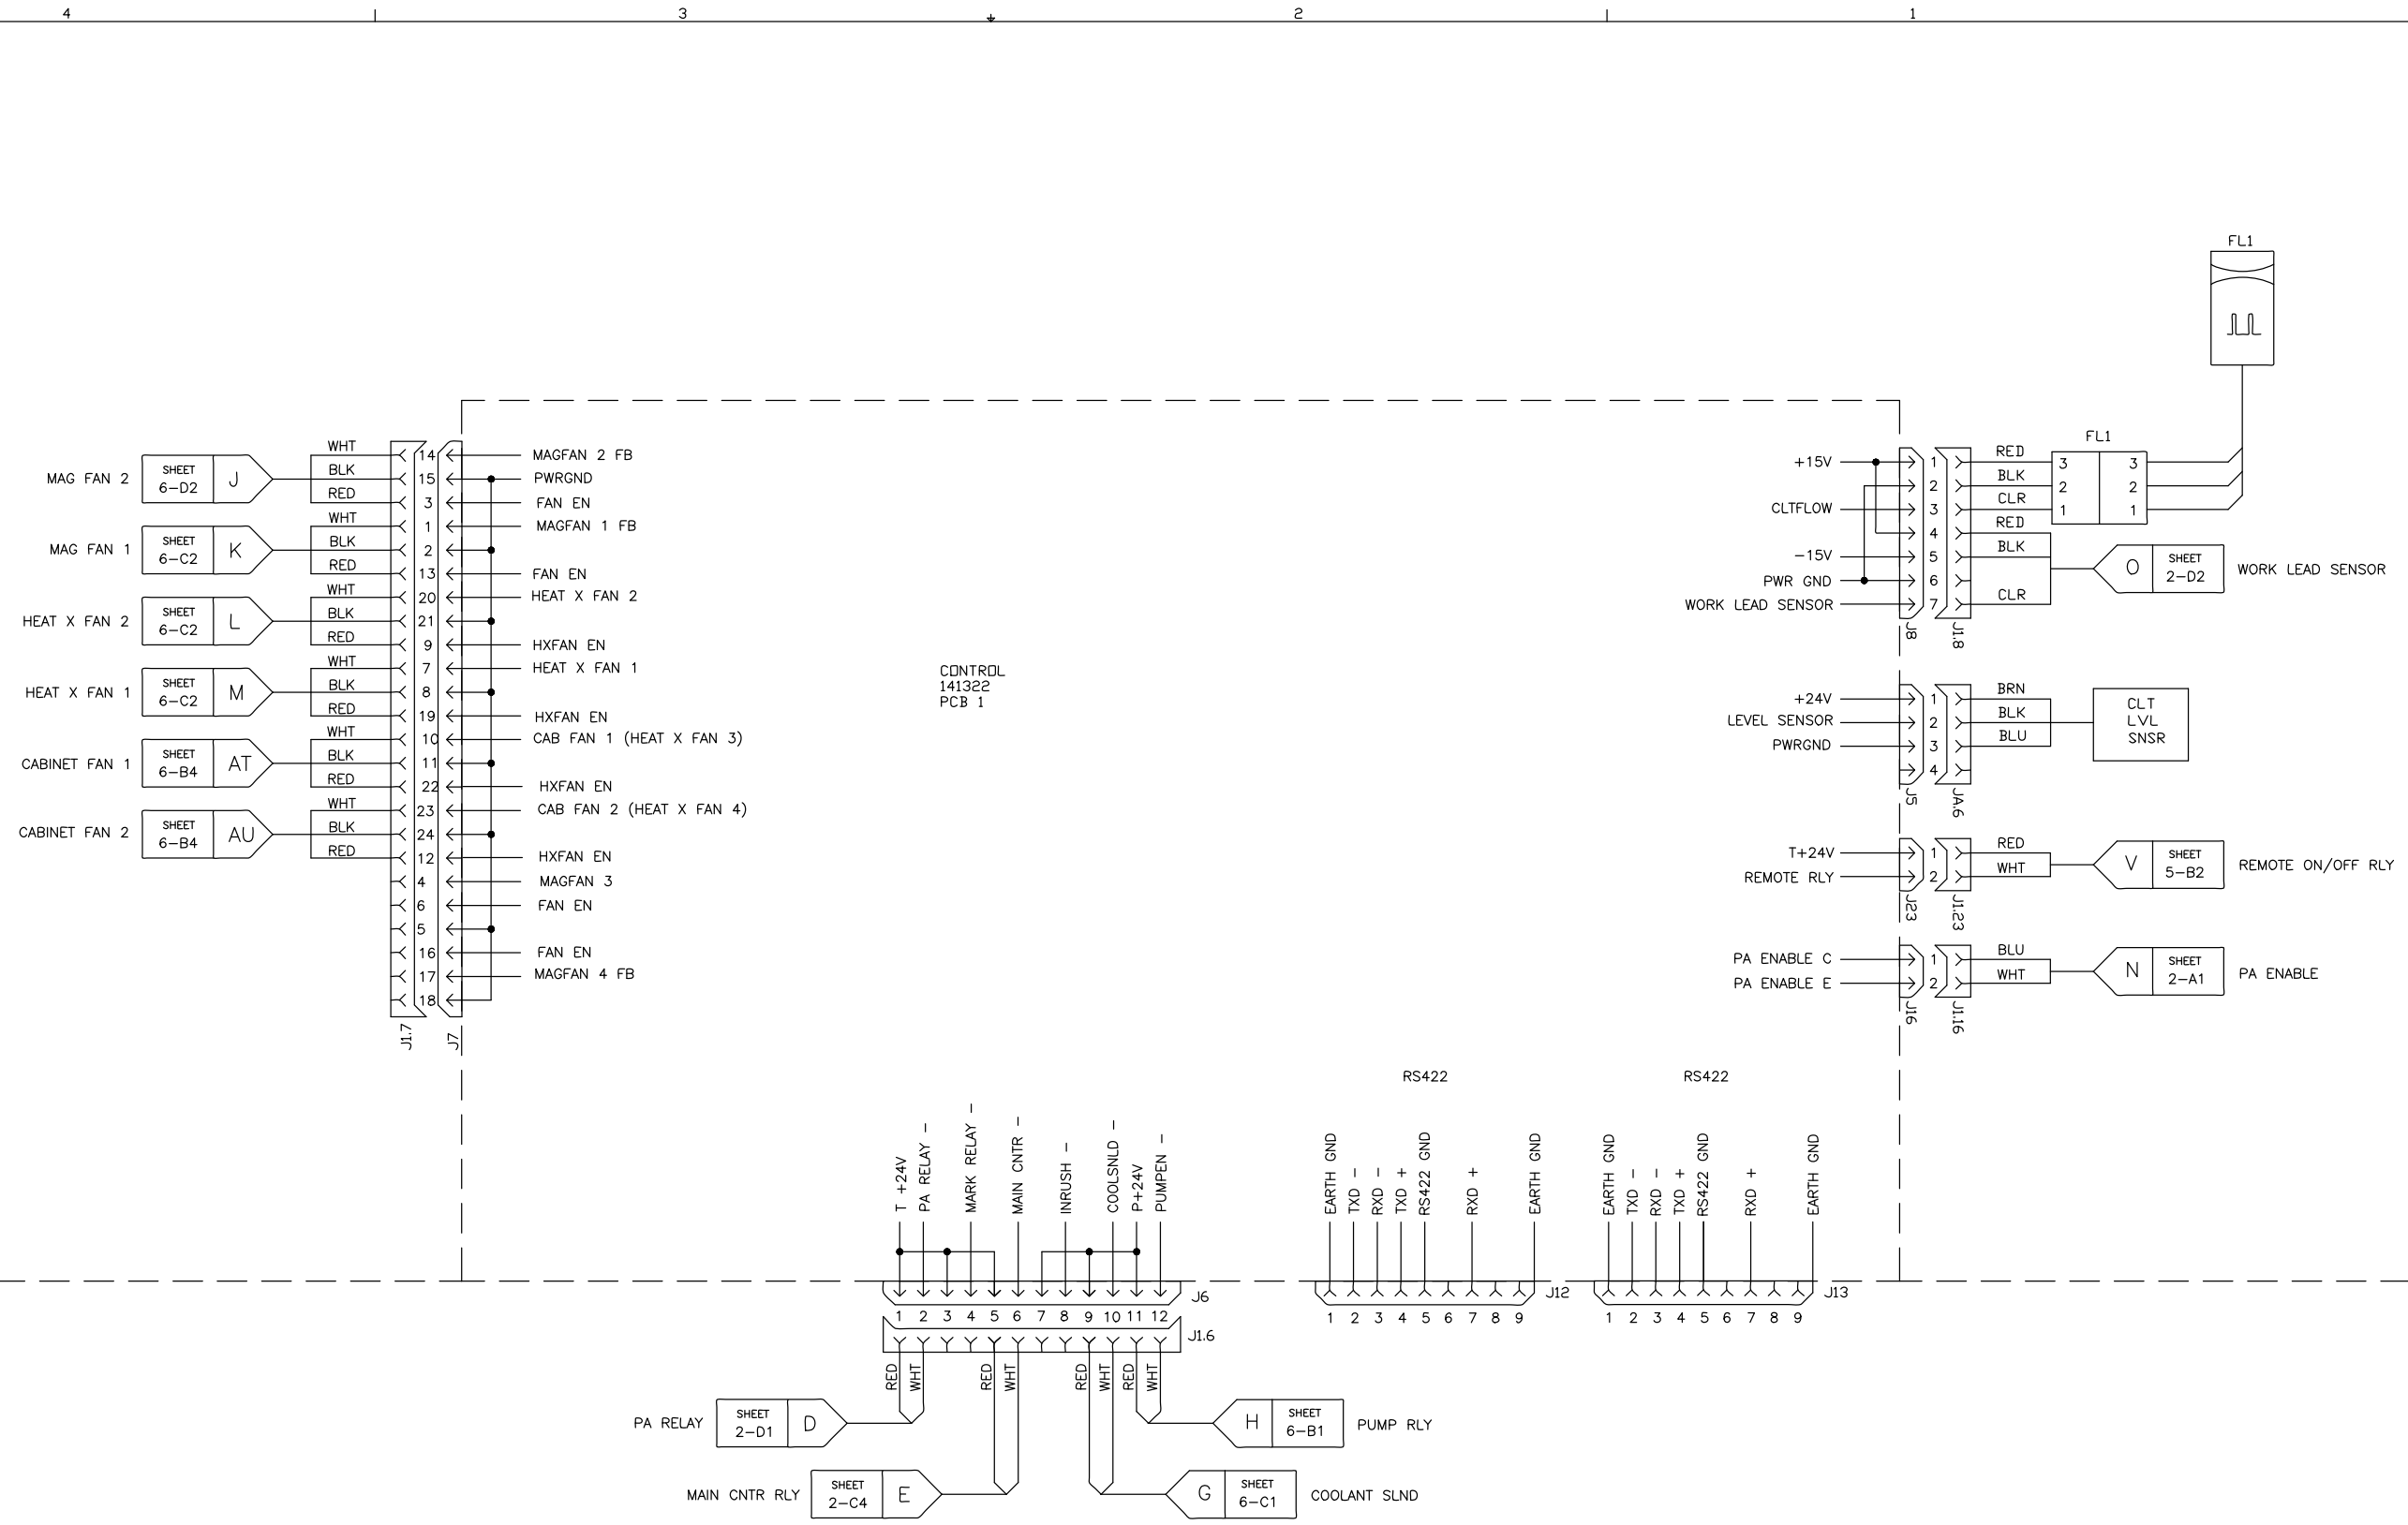 4 3 2 1
FL1
FL1
MAG FAN 2 SHEET 6-D2 J
WHT 14 MAGFAN 2 FB
BLK 15 PWRGND
RED 3 FAN EN
MAG FAN 1 SHEET 6-C2 K
WHT 1 MAGFAN 1 FB
BLK 2
RED 13 FAN EN
HEAT X FAN 2 SHEET 6-C2 L
WHT 20 HEAT X FAN 2
BLK 21
RED 9 HXFAN EN
HEAT X FAN 1 SHEET 6-C2 M
WHT 7 HEAT X FAN 1
BLK 8
RED 19 HXFAN EN
CABINET FAN 1 SHEET 6-B4 AT
WHT 10 CAB FAN 1 (HEAT X FAN 3)
BLK 11
RED 22 HXFAN EN
CABINET FAN 2 SHEET 6-B4 AU
WHT 23 CAB FAN 2 (HEAT X FAN 4)
BLK 24
RED 12 HXFAN EN
4 MAGFAN 3
6 FAN EN
5
16 FAN EN
17 MAGFAN 4 FB
18
J1.7 J7
CONTROL
141322
PCB 1
+15V 1 RED 3 3
2 BLK 2 2
CLTFLOW 3 CLR 1 1
4 RED
-15V 5 BLK
PWR GND 6
WORK LEAD SENSOR 7 CLR
O SHEET 2-D2 WORK LEAD SENSOR
J8 J1.8
+24V 1 BRN
LEVEL SENSOR 2 BLK
PWRGND 3 BLU
4
CLT
LVL
SNSR
J5 JA.6
T+24V 1 RED
REMOTE RLY 2 WHT
V SHEET 5-B2 REMOTE ON/OFF RLY
J23 J1.23
PA ENABLE C 1 BLU
PA ENABLE E 2 WHT
N SHEET 2-A1 PA ENABLE
J16 J1.16
RS422
RS422
T +24V
PA RELAY -
MARK RELAY -
MAIN CNTR -
INRUSH -
COOLSNLD -
P+24V
PUMPEN -
EARTH GND
TXD -
RXD -
TXD +
RS422 GND
RXD +
EARTH GND
EARTH GND
TXD -
RXD -
TXD +
RS422 GND
RXD +
EARTH GND
J6 J12 J13
1 2 3 4 5 6 7 8 9 10 11 12
1 2 3 4 5 6 7 8 9
1 2 3 4 5 6 7 8 9
J1.6
RED WHT RED WHT RED WHT RED WHT
PA RELAY SHEET 2-D1 D
H SHEET 6-B1 PUMP RLY
MAIN CNTR RLY SHEET 2-C4 E
G SHEET 6-C1 COOLANT SLND